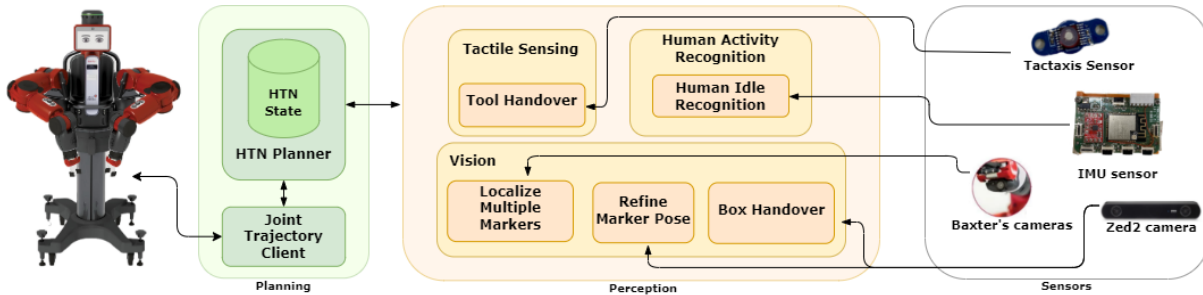 HTN
State
HTN Planner
Joint
Trajectory
Client
Planning
Tactile Sensing
Tool Handover
Human Activity
Recognition
Human Idle
Recognition
Vision
Localize
Multiple
Markers
Refine
Marker Pose
Box Handover
Perception
Tactaxis Sensor
IMU sensor
Baxter's cameras
Zed2 camera
Sensors